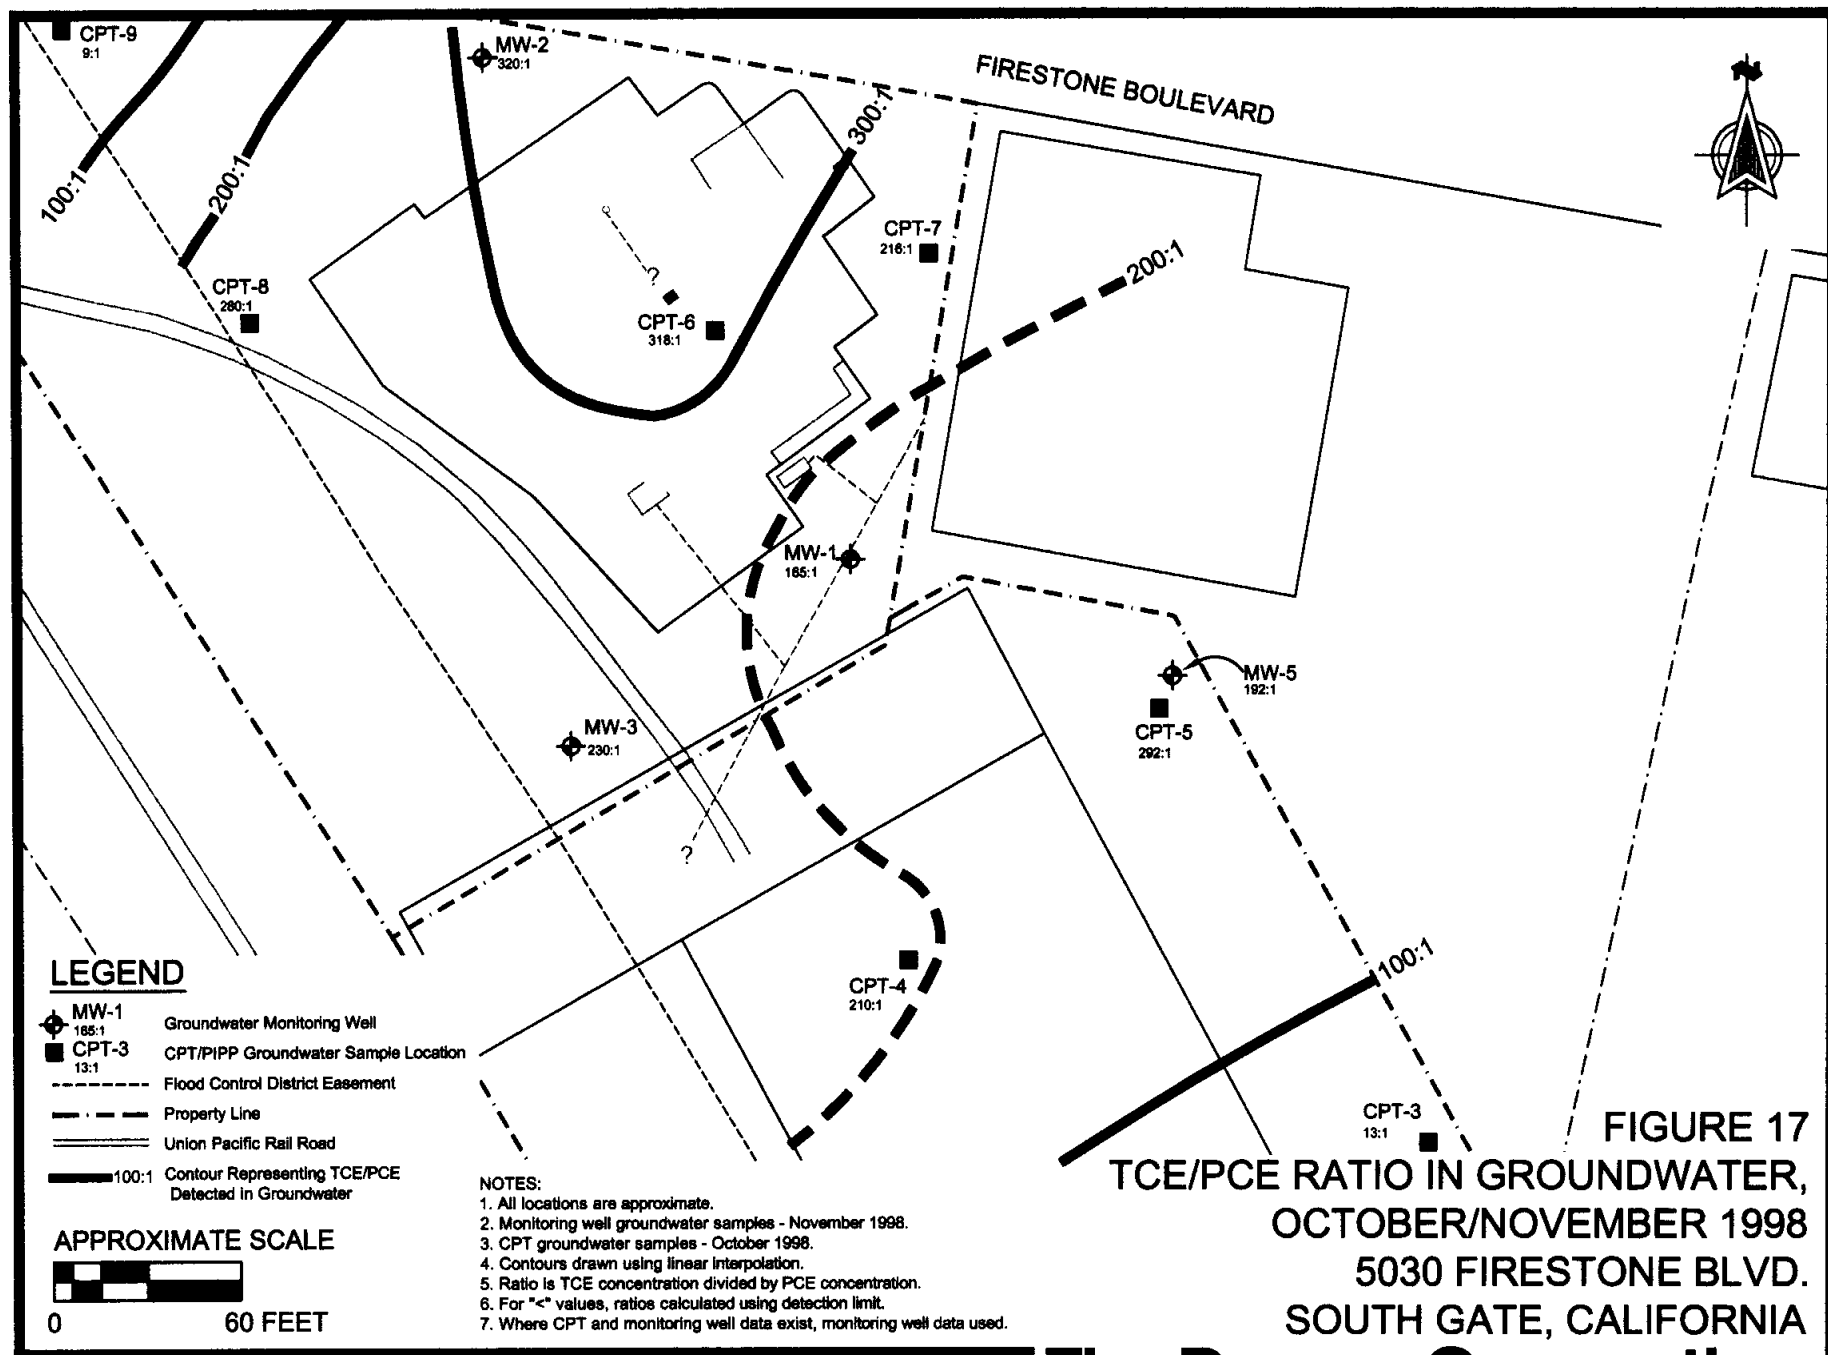 CPT-9
9:1
MW-2
320:1
FIRESTONE BOULEVARD
N
100:1
200:1
300:1
CPT-7
216:1
200:1
CPT-8
280:1
?
CPT-6
318:1
MW-1
165:1
MW-5
192:1
MW-3
230:1
CPT-5
292:1
?
CPT-4
210:1
100:1
CPT-3
13:1
LEGEND
MW-1
165:1
Groundwater Monitoring Well
CPT-3
13:1
CPT/PIPP Groundwater Sample Location
Flood Control District Easement
Property Line
Union Pacific Rail Road
100:1 Contour Representing TCE/PCE
Detected in Groundwater
APPROXIMATE SCALE
0 60 FEET
NOTES:
1. All locations are approximate.
2. Monitoring well groundwater samples - November 1998.
3. CPT groundwater samples - October 1998.
4. Contours drawn using linear interpolation.
5. Ratio is TCE concentration divided by PCE concentration.
6. For "<" values, ratios calculated using detection limit.
7. Where CPT and monitoring well data exist, monitoring well data used.
FIGURE 17
TCE/PCE RATIO IN GROUNDWATER,
OCTOBER/NOVEMBER 1998
5030 FIRESTONE BLVD.
SOUTH GATE, CALIFORNIA